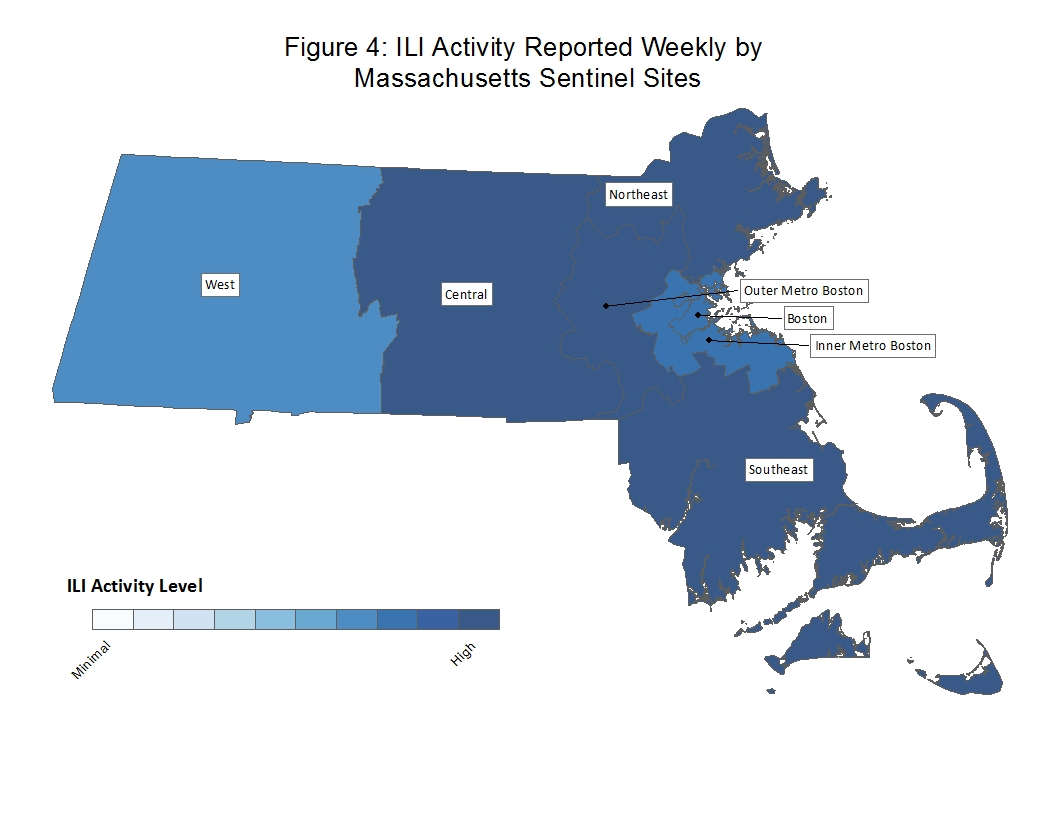 Figure 4: ILI Activity Reported Weekly by
Massachusetts Sentinel Sites
Northeast
West
Central
Outer Metro Boston
Boston
Inner Metro Boston
Southeast
ILI Activity Level
Minimal
High